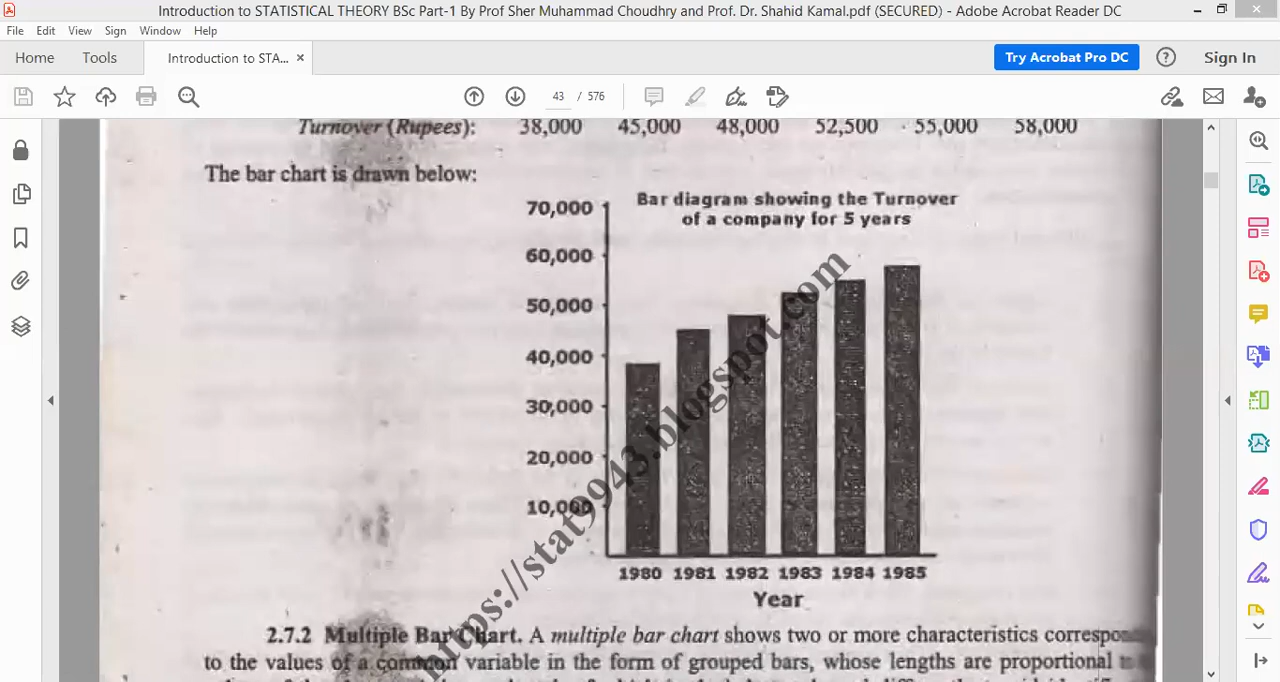 Introduction to STATISTICAL THEORY BSc Part-1 By Prof Sher Muhammad Choudhry and Prof. Dr. Shahid Kamal.pdf (SECURED) - Adobe Acrobat Reader DC
File Edit View Sign Window Help
Home Tools Introduction to STA... × Try Acrobat Pro DC ? Sign In
43 / 576
Turnover (Rupees): 38,000 45,000 48,000 52,500 55,000 58,000
The bar chart is drawn below:
Bar diagram showing the Turnover
of a company for 5 years
70,000
60,000
50,000
40,000
30,000
20,000
10,000
1980 1981 1982 1983 1984 1985
Year
https://stat9943.blogspot.com
2.7.2 Multiple Bar Chart. A multiple bar chart shows two or more characteristics
to the values of a common variable in the form of grouped bars, whose lengths are proportional